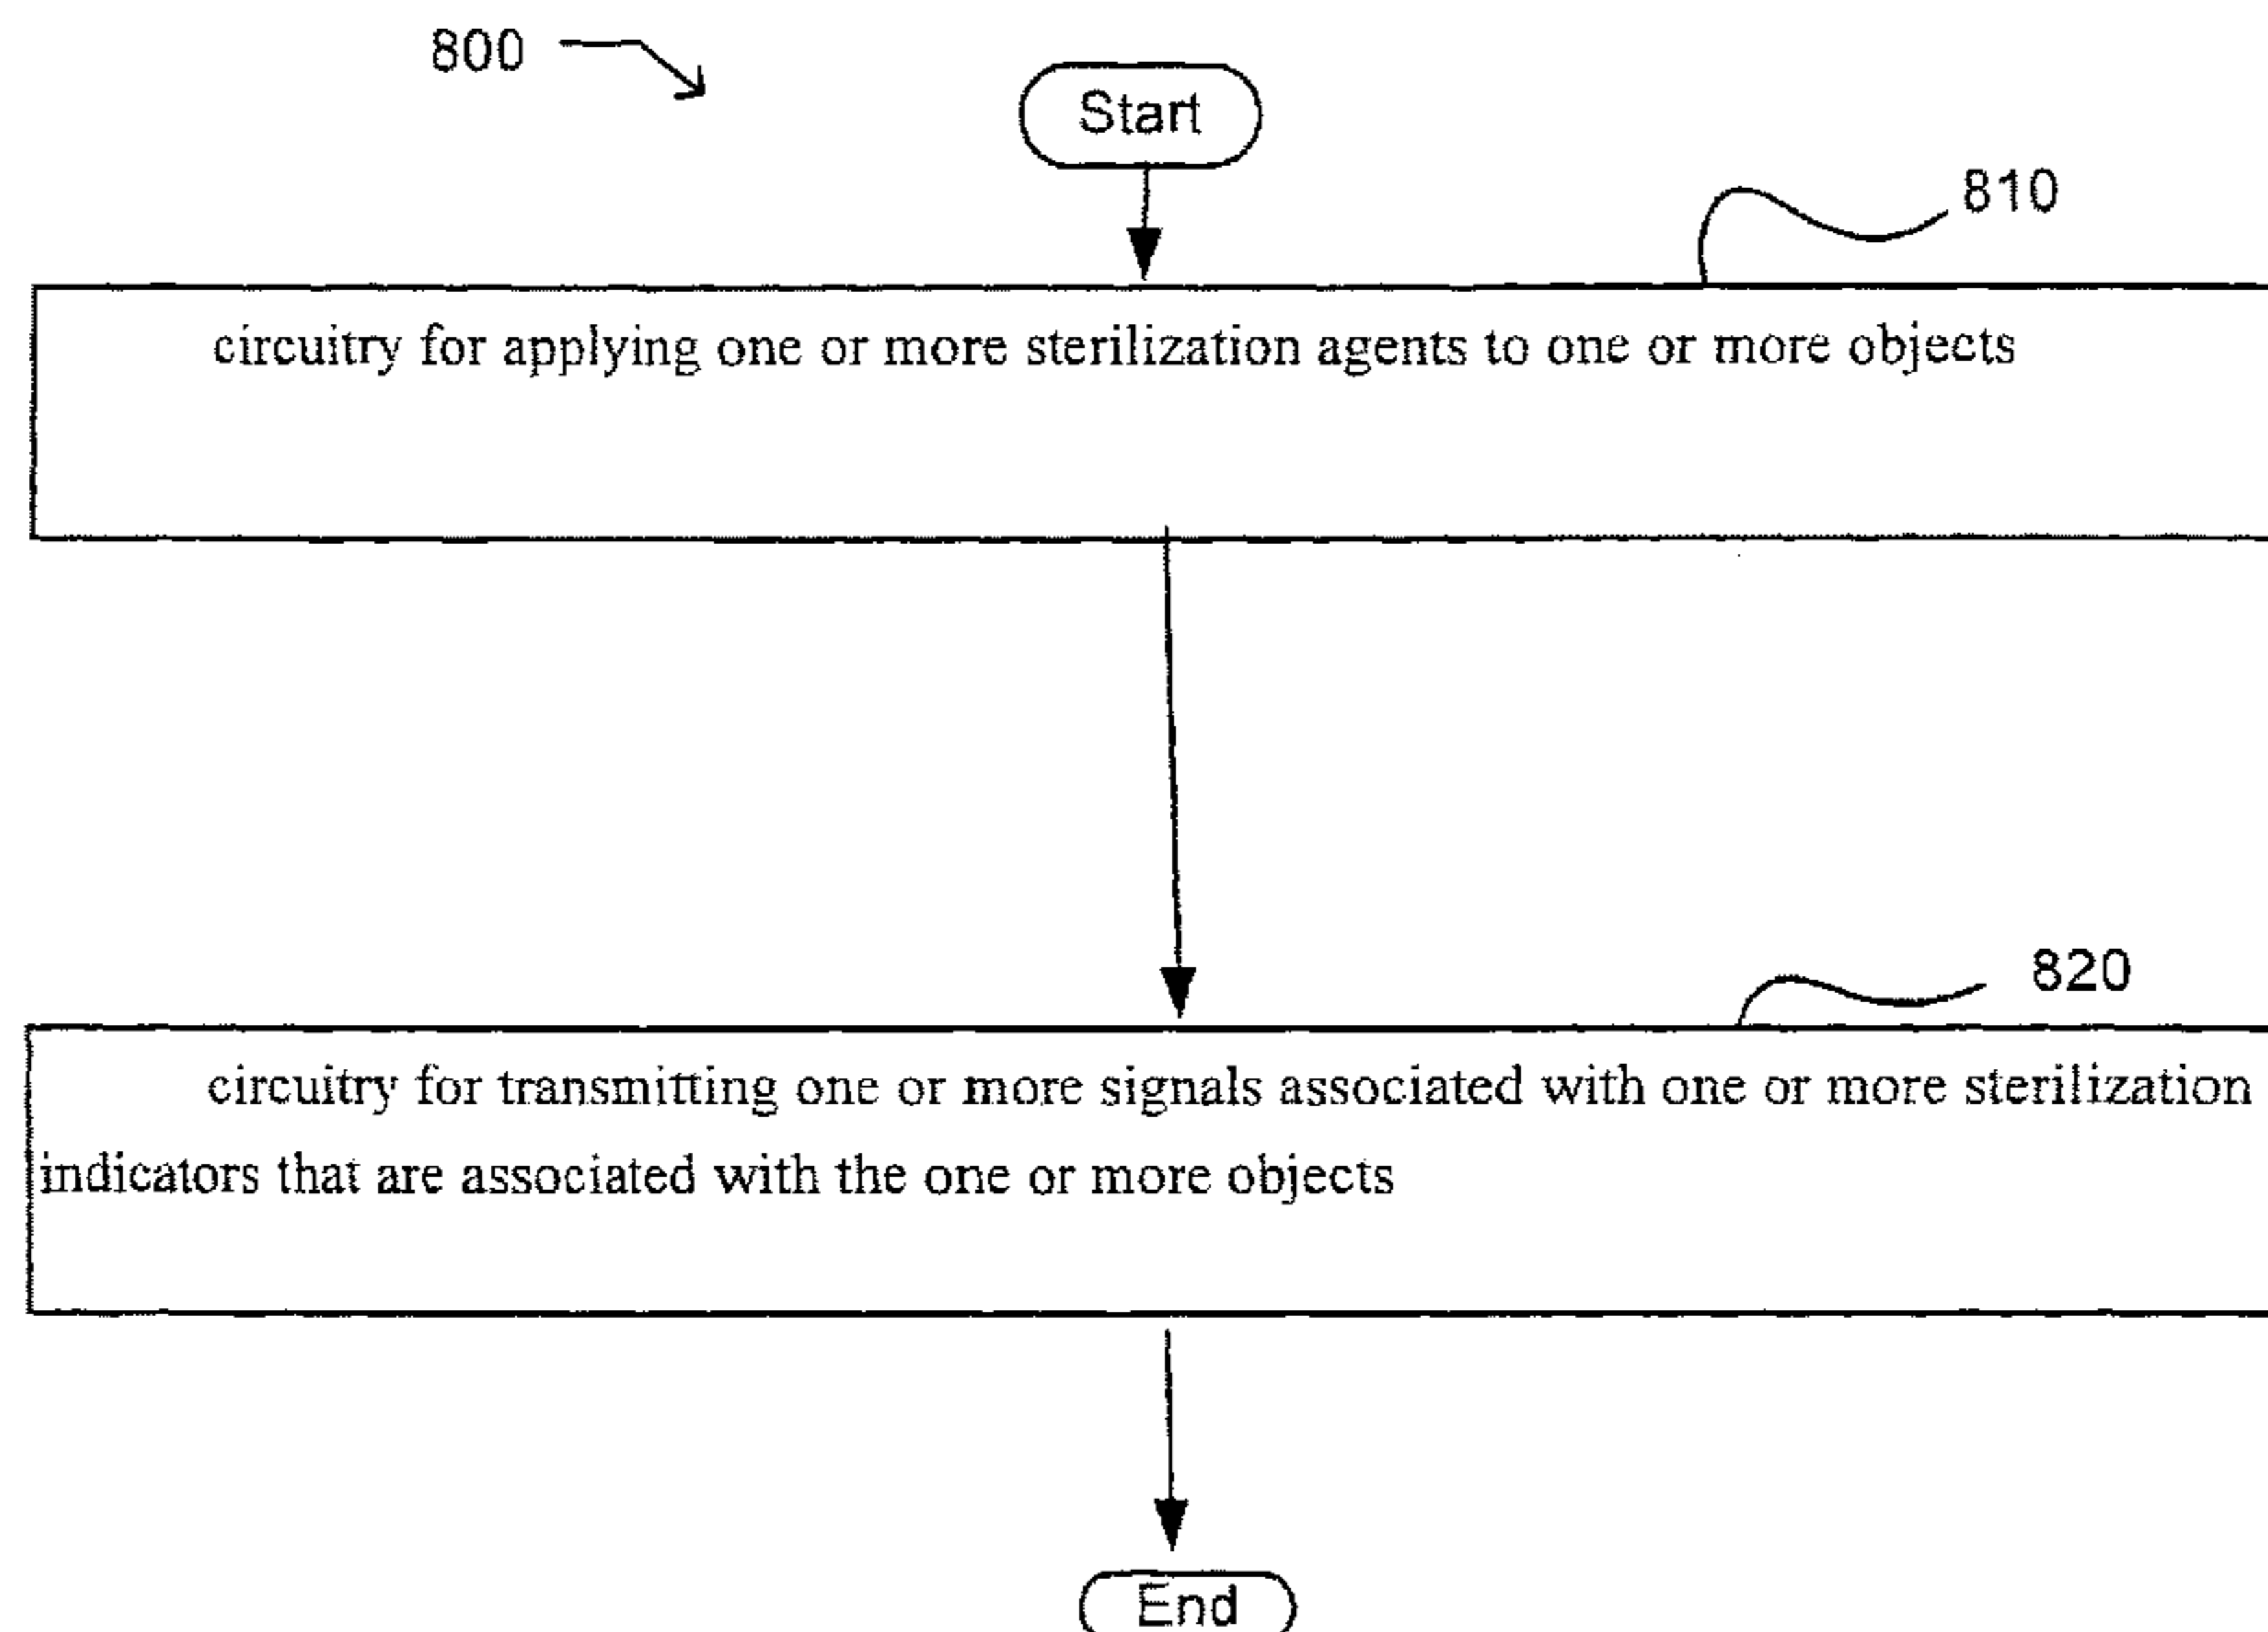 800
Start
810
circuitry for applying one or more sterilization agents to one or more objects
820
circuitry for transmitting one or more signals associated with one or more sterilization
indicators that are associated with the one or more objects
End